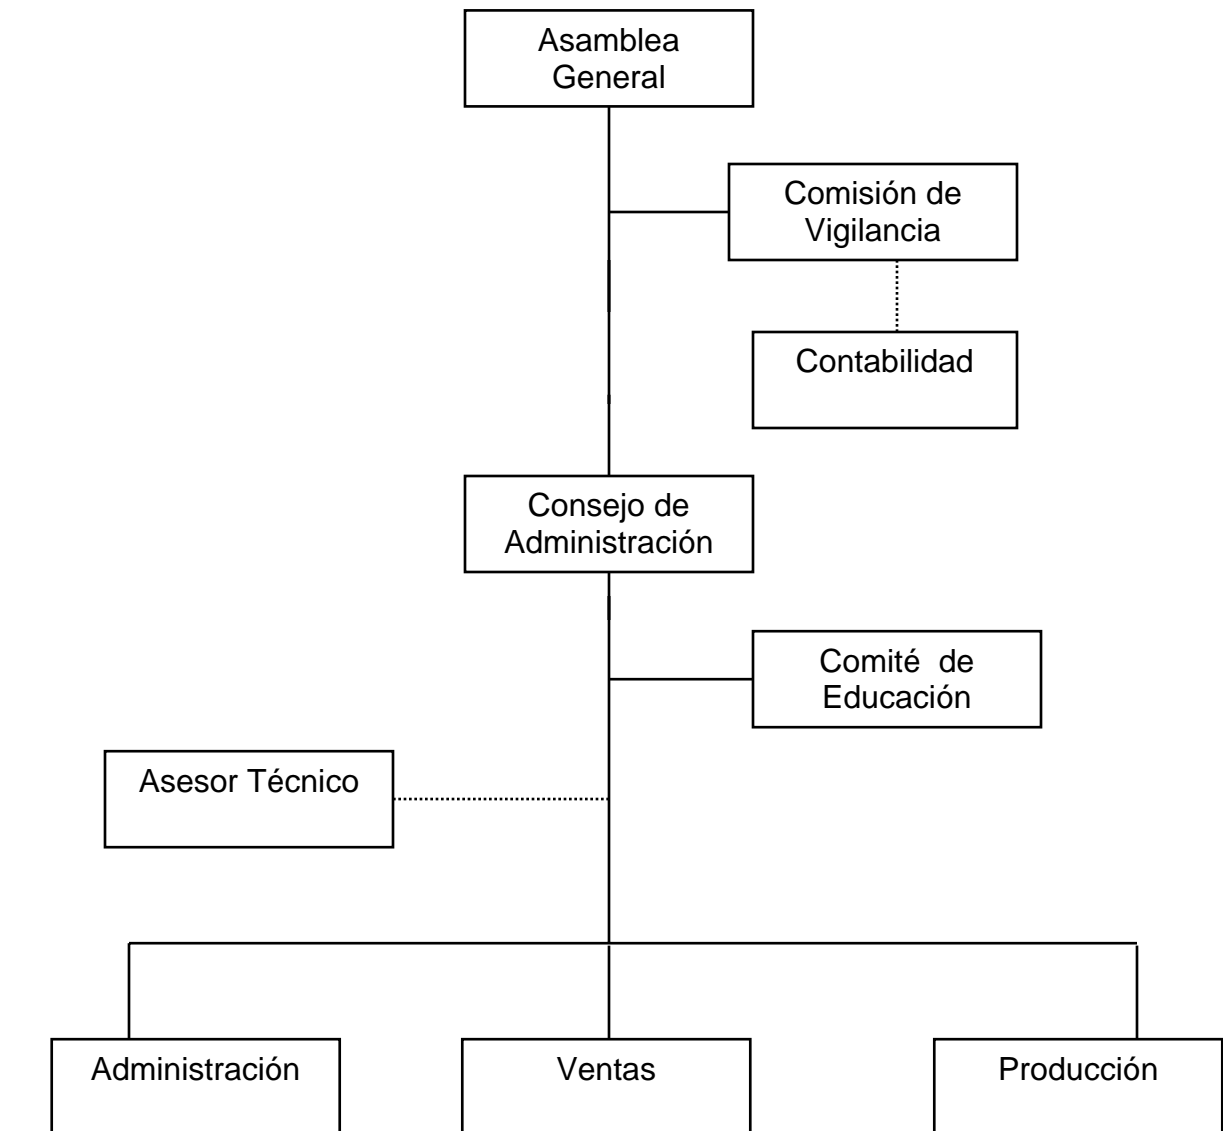 Asamblea
General
Comisión de
Vigilancia
Contabilidad
Consejo de
Administración
Comité  de
Educación
Asesor Técnico
Administración
Ventas
Producción